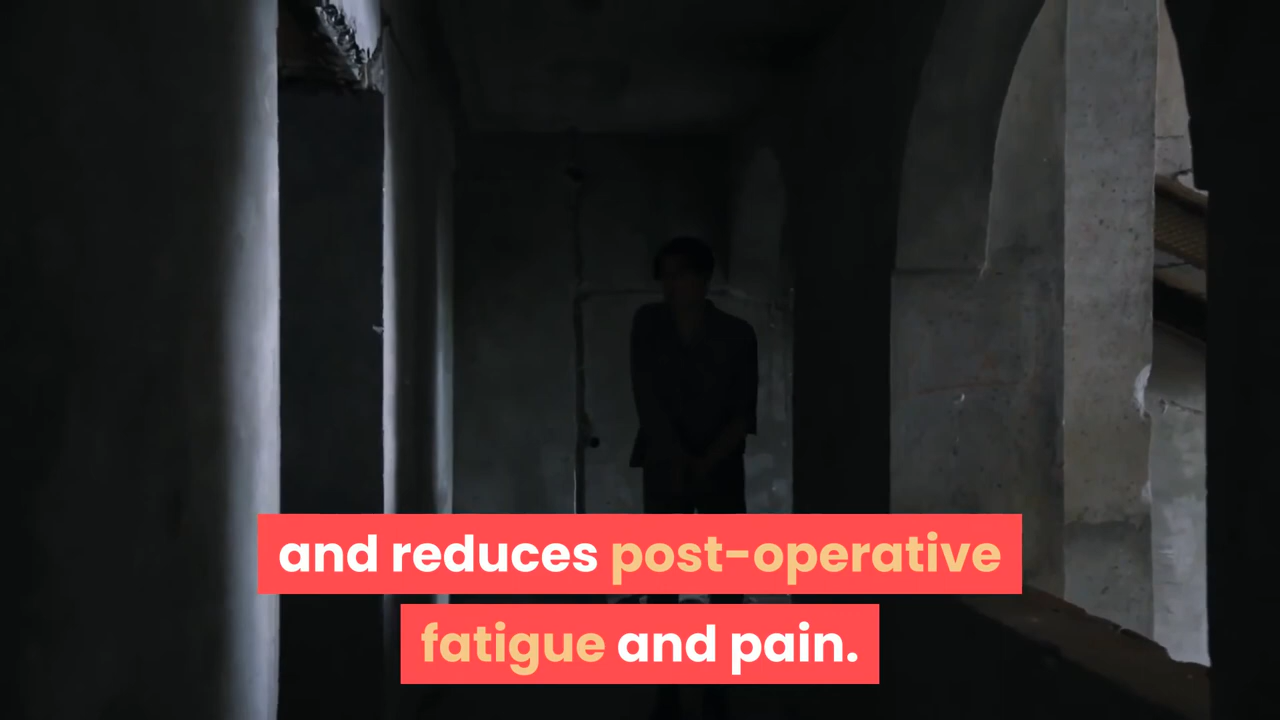 and reduces post-operative
fatigue and pain.